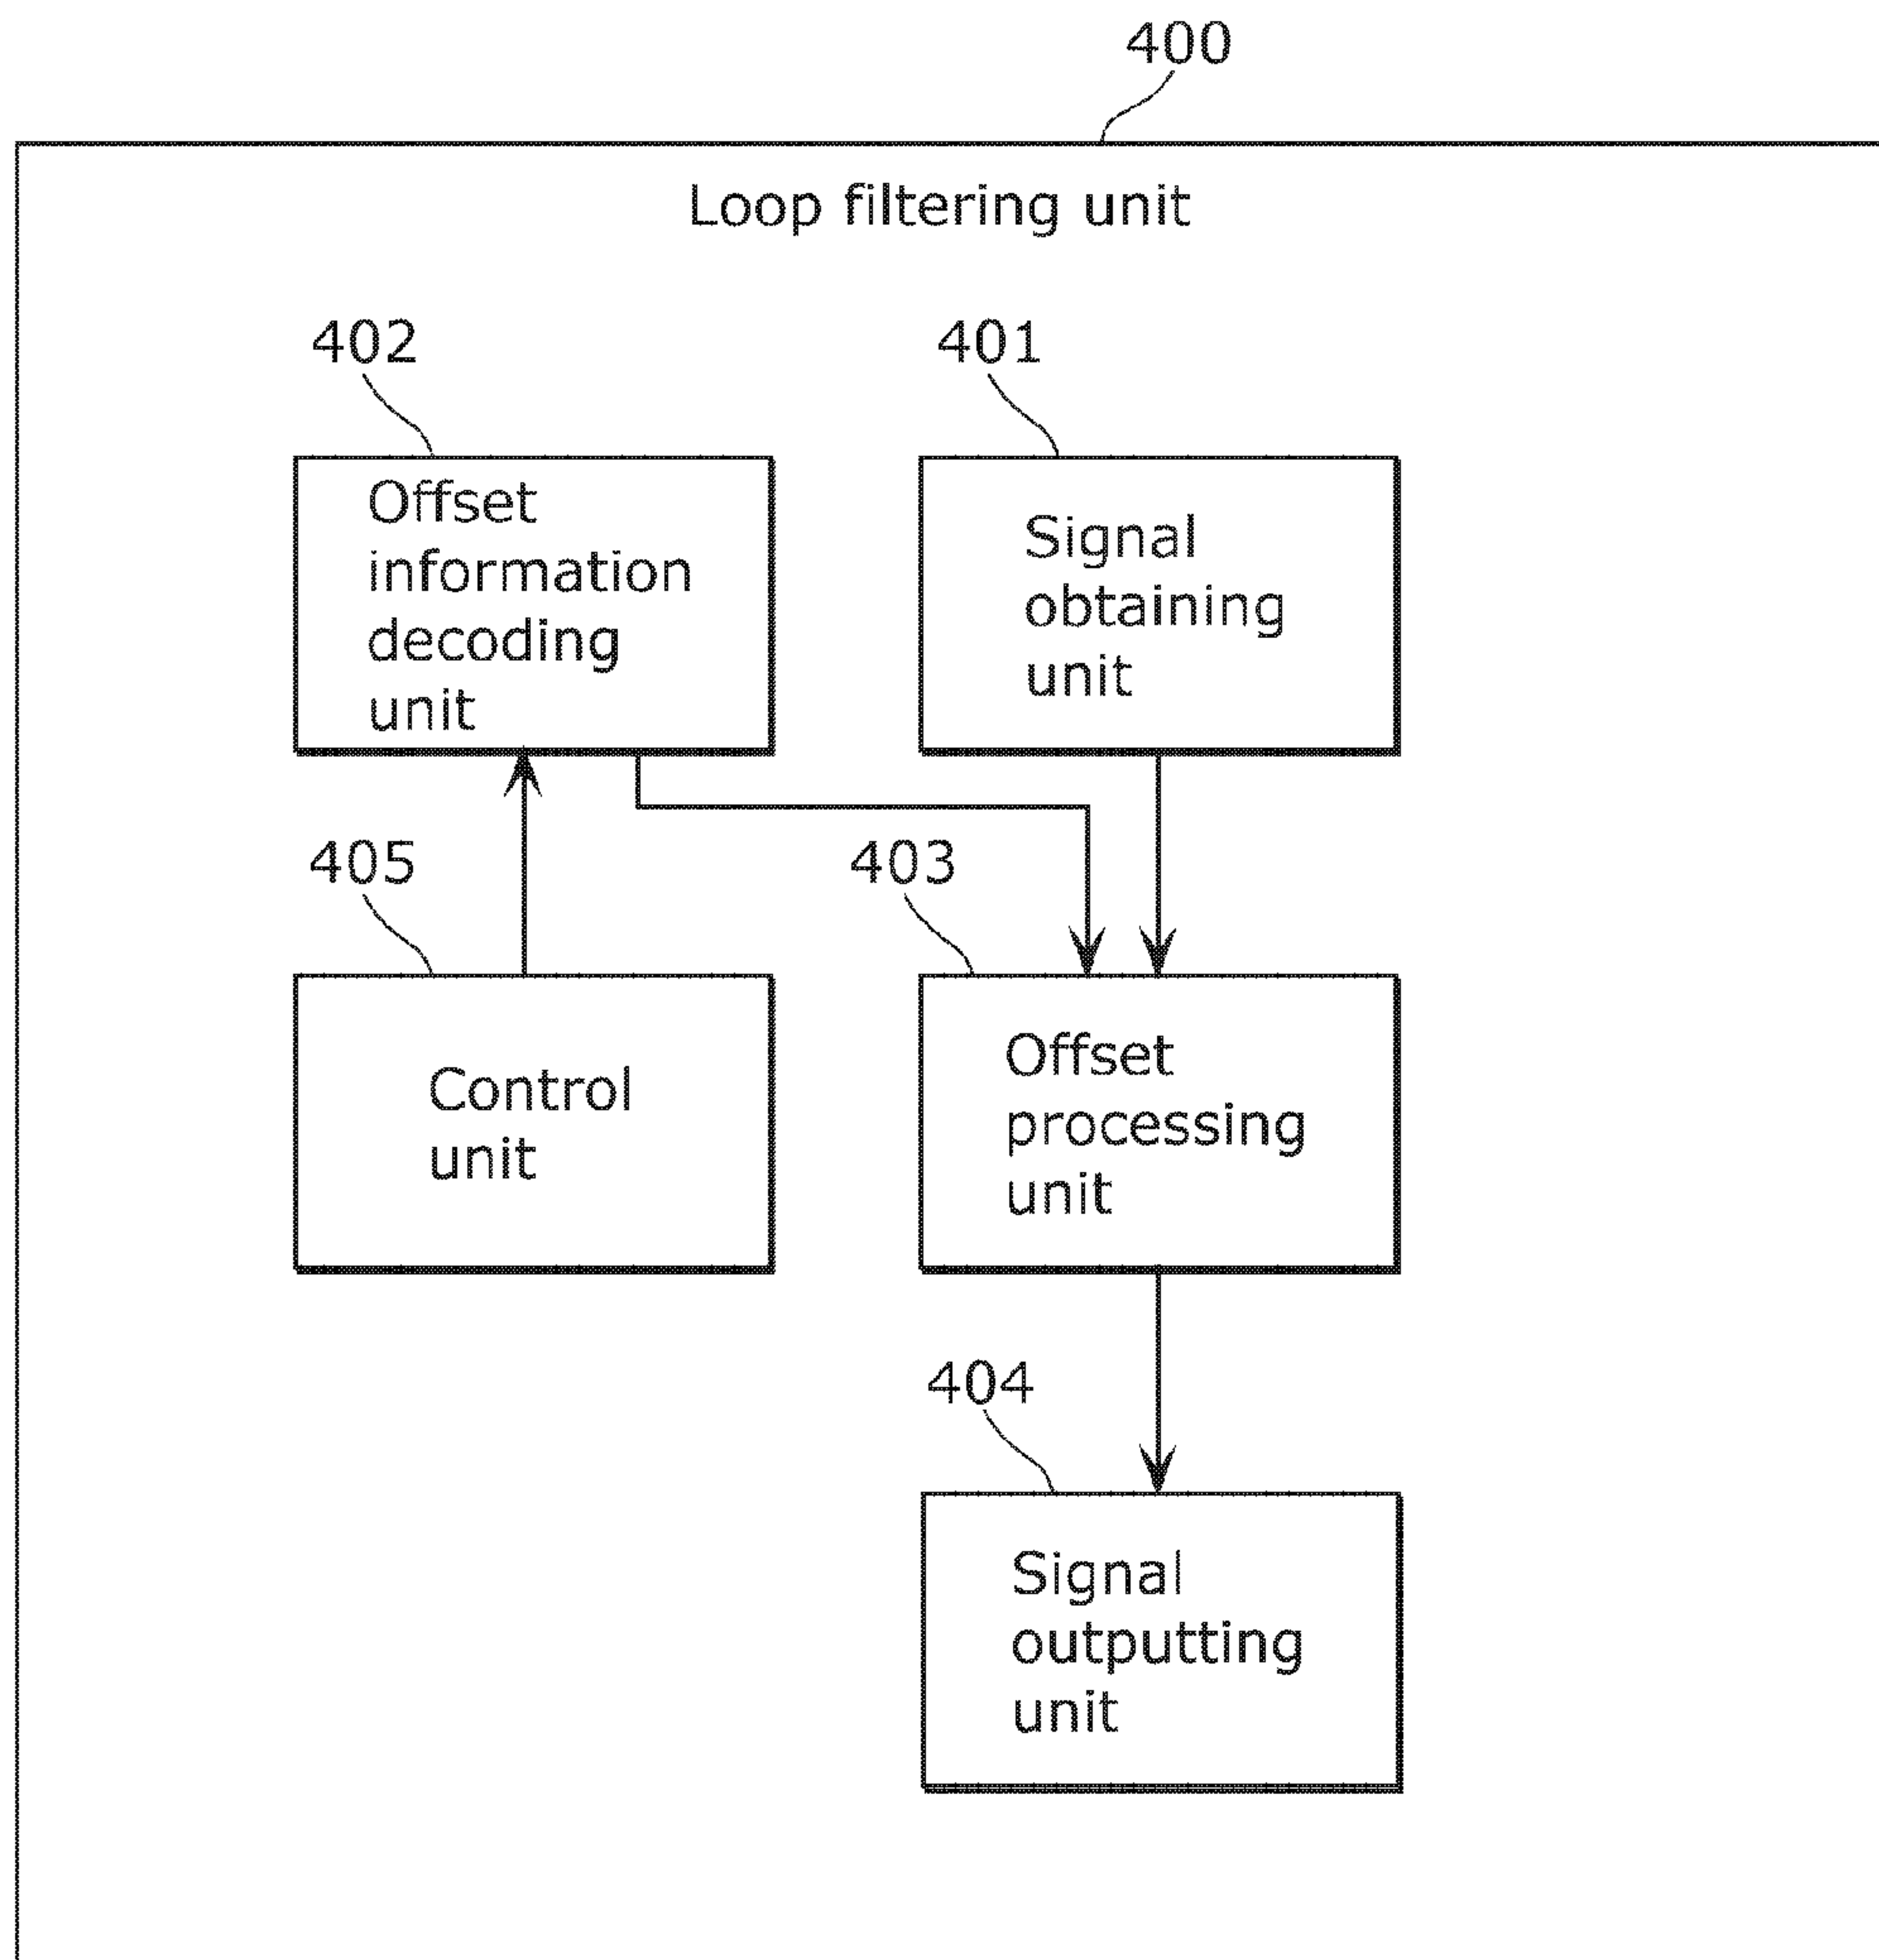 400
Loop filtering unit
402
401
Offset
information
decoding
unit
Signal
obtaining
unit
405
403
Control
unit
Offset
processing
unit
404
Signal
outputting
unit